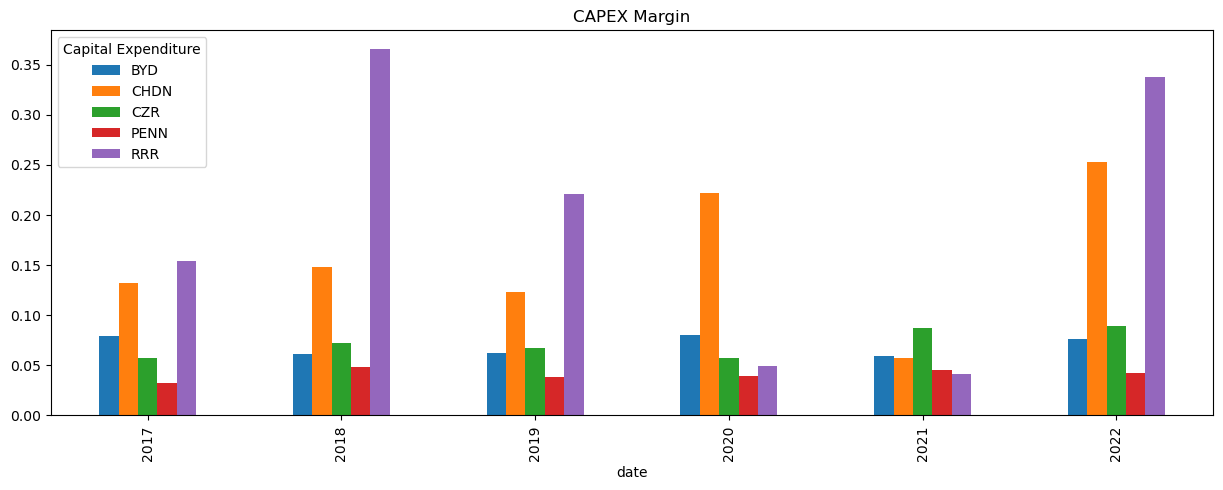 CAPEX Margin
Capital Expenditure
BYD
CHDN
CZR
PENN
RRR
0.35
0.30
0.25
0.20
0.15
0.10
0.05
0.00
2017
2018
2019
2020
2021
2022
date